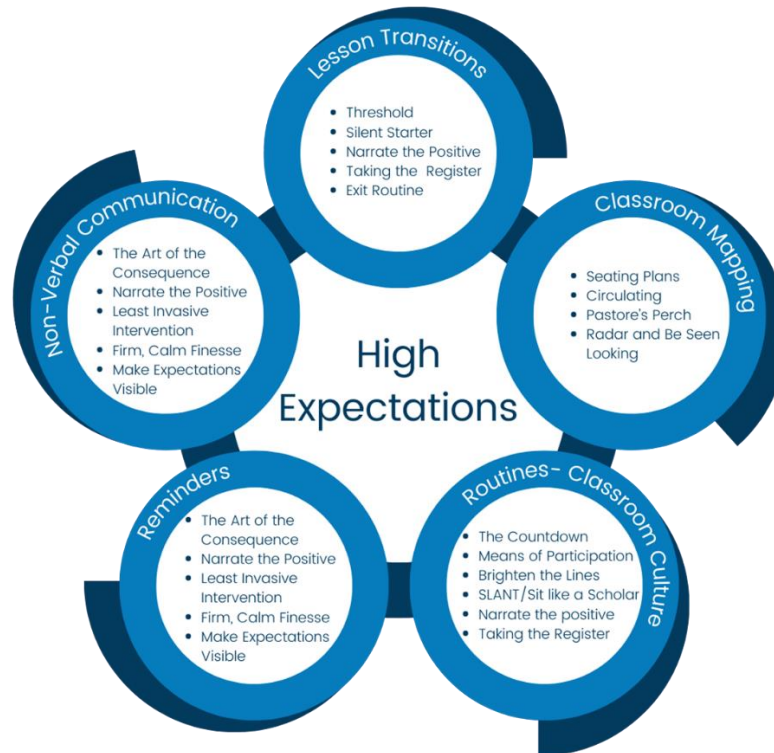 Lesson Transitions
• Threshold
• Silent Starter
• Narrate the Positive
• Taking the Register
• Exit Routine
Classroom Mapping
• Seating Plans
• Circulating
• Pastore's Perch
• Radar and Be Seen
Looking
Routines- Classroom Culture
• The Countdown
• Means of Participation
• Brighten the Lines
• SLANT/Sit like a Scholar
• Narrate the positive
• Taking the Register
Reminders
• The Art of the
Consequence
• Narrate the Positive
• Least Invasive
Intervention
• Firm, Calm Finesse
• Make Expectations
Visible
Non-Verbal Communication
• The Art of the
Consequence
• Narrate the Positive
• Least Invasive
Intervention
• Firm, Calm Finesse
• Make Expectations
Visible
High
Expectations